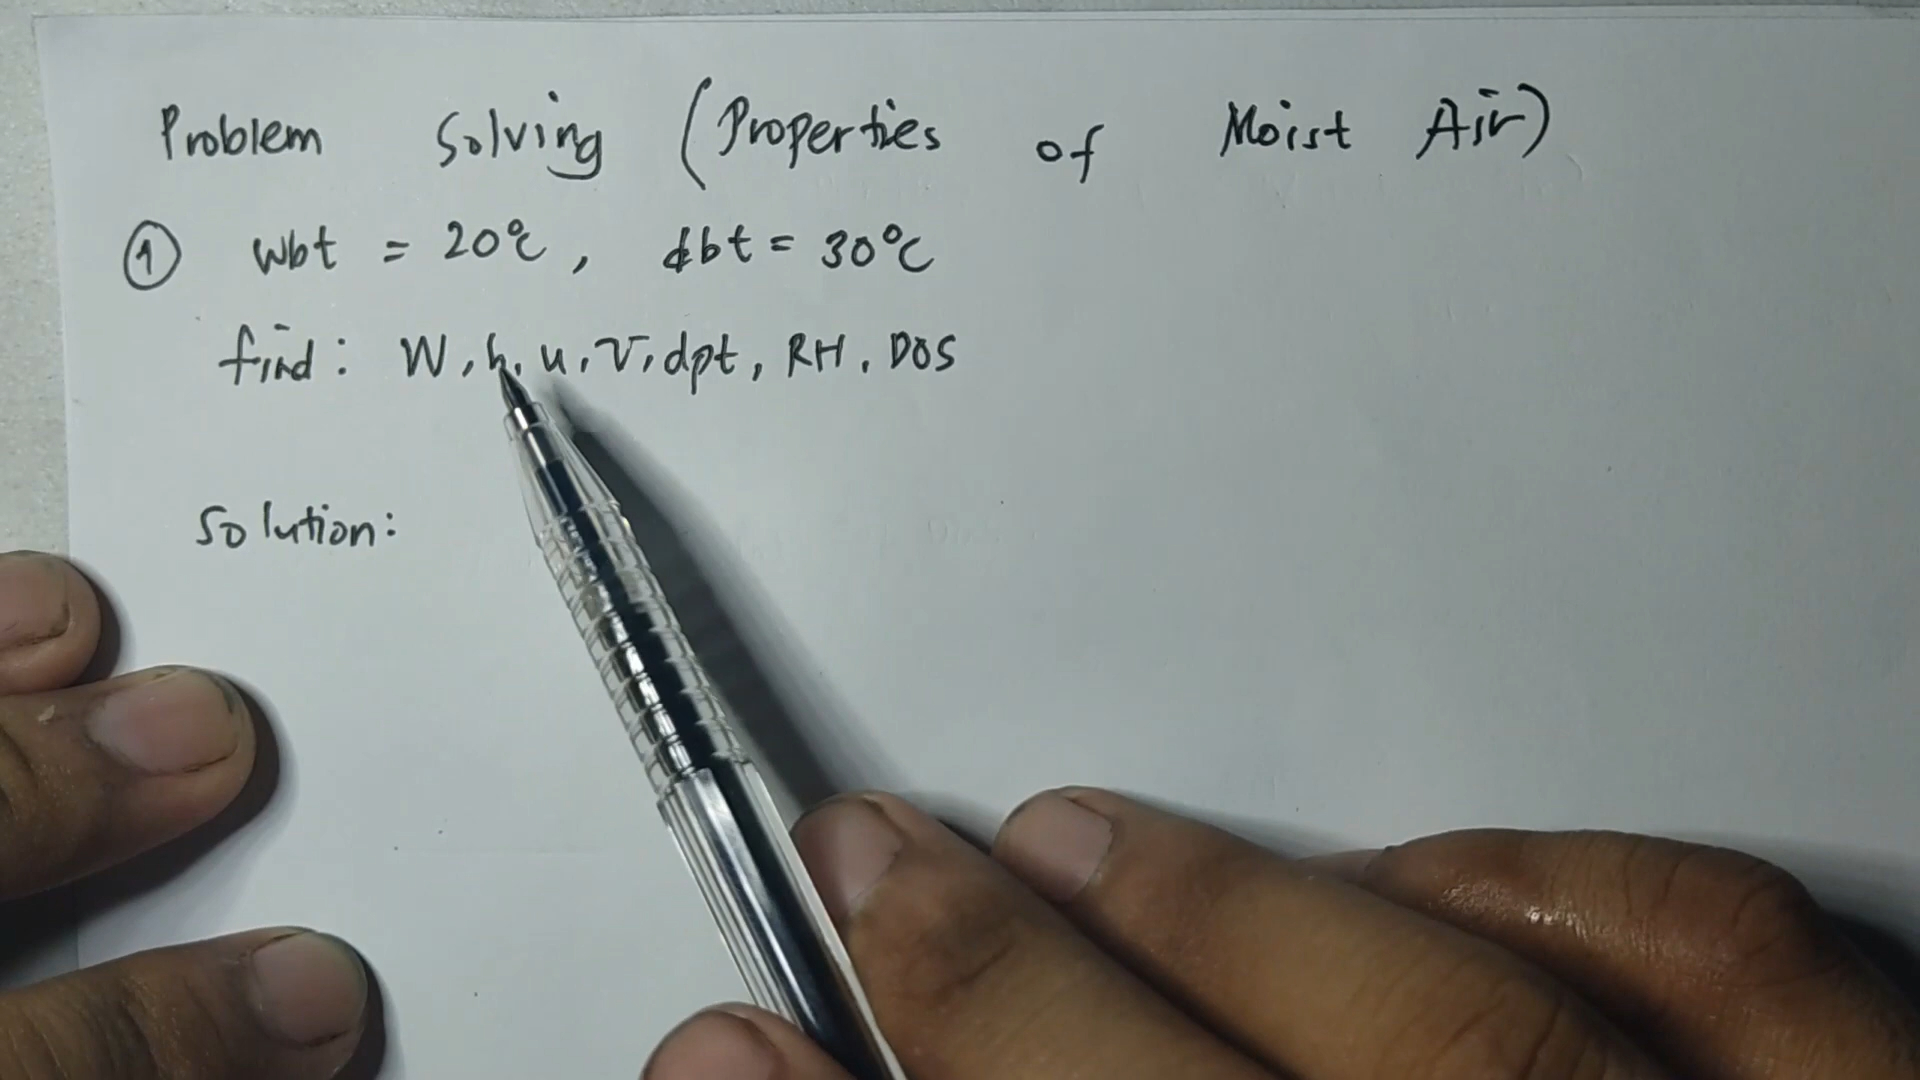 Problem Solving (Properties of Moist Air)
① wbt = 20°C, dbt = 30°C
find: W, h, u, v, dpt, RH, DOS
Solution: